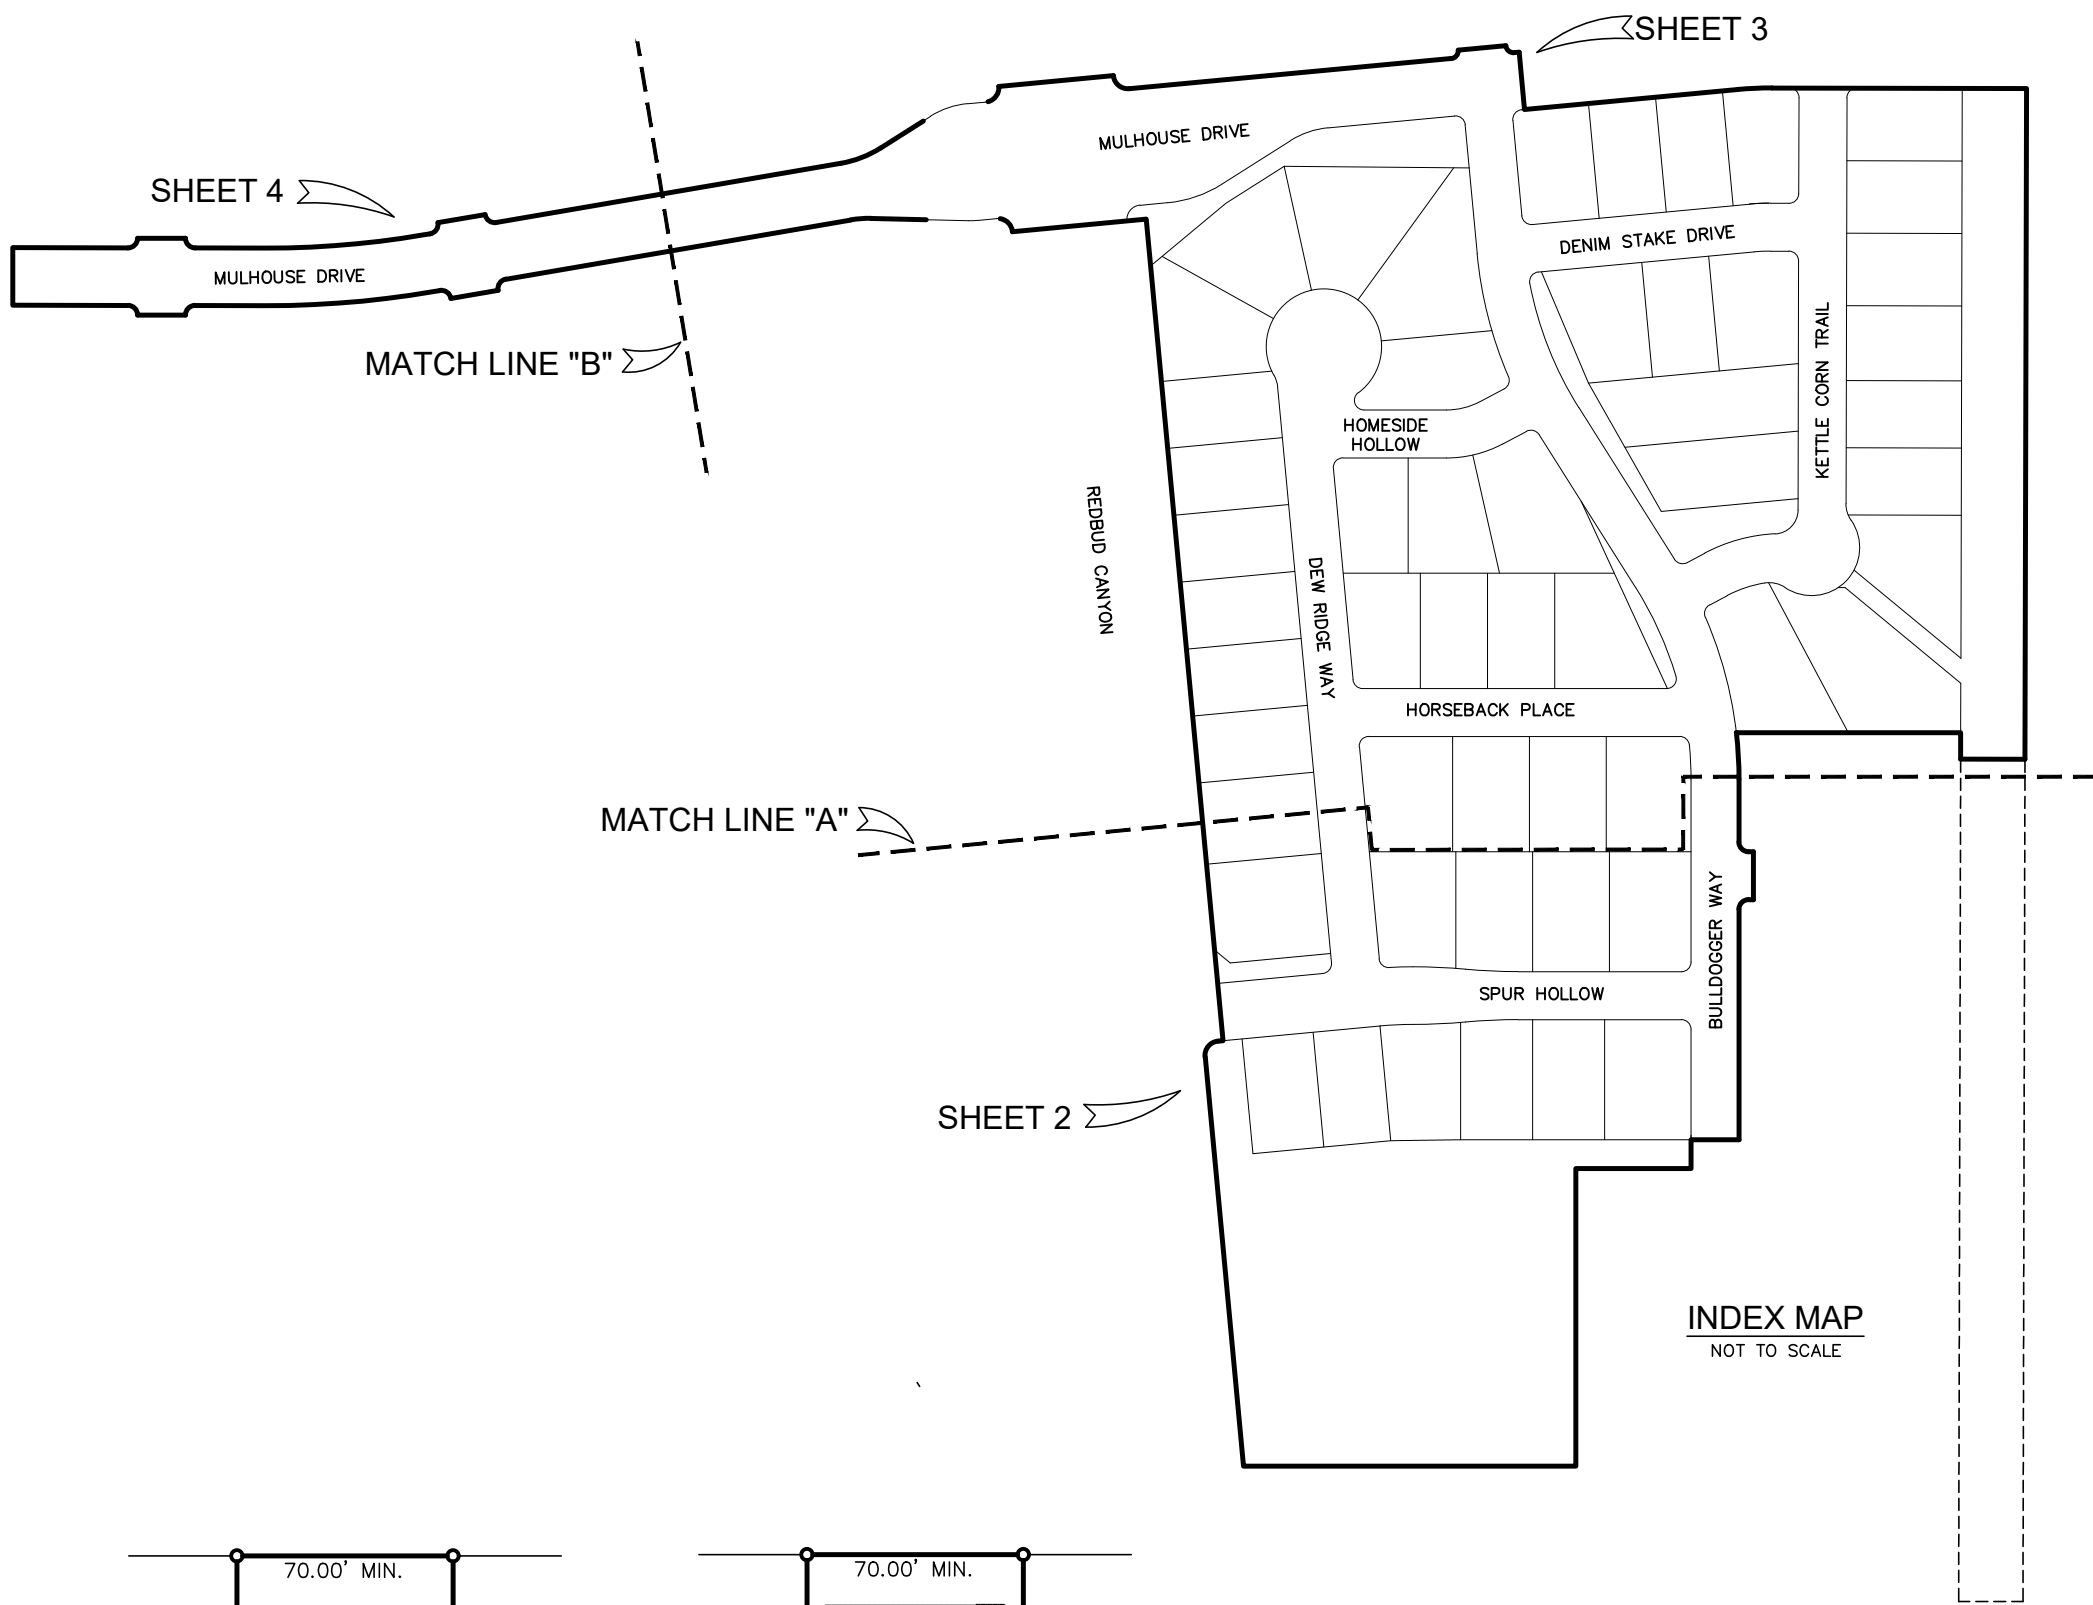 SHEET 3
MULHOUSE DRIVE
SHEET 4
DENIM STAKE DRIVE
MULHOUSE DRIVE
MATCH LINE "B"
KETTLE CORN TRAIL
HOMESIDE
HOLLOW
REDBUD CANYON
DEW RIDGE WAY
HORSEBACK PLACE
MATCH LINE "A"
BULLDOGGER WAY
SPUR HOLLOW
SHEET 2
INDEX MAP
NOT TO SCALE
70.00' MIN.
70.00' MIN.